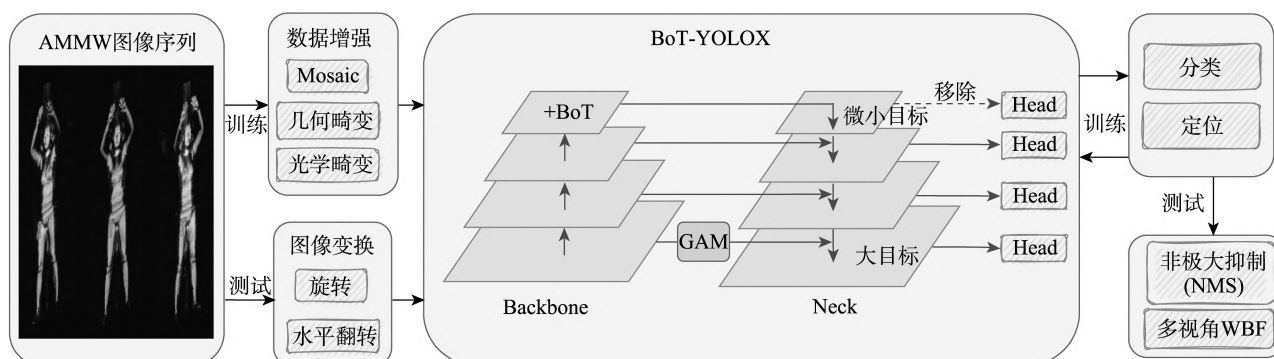 AMMW图像序列
训练
测试
数据增强
Mosaic
几何畸变
光学畸变
图像变换
旋转
水平翻转
BoT-YOLOX
+BoT
Backbone
GAM
微小目标
大目标
Neck
移除
Head
Head
Head
Head
训练
分类
定位
测试
非极大抑制
(NMS)
多视角WBF